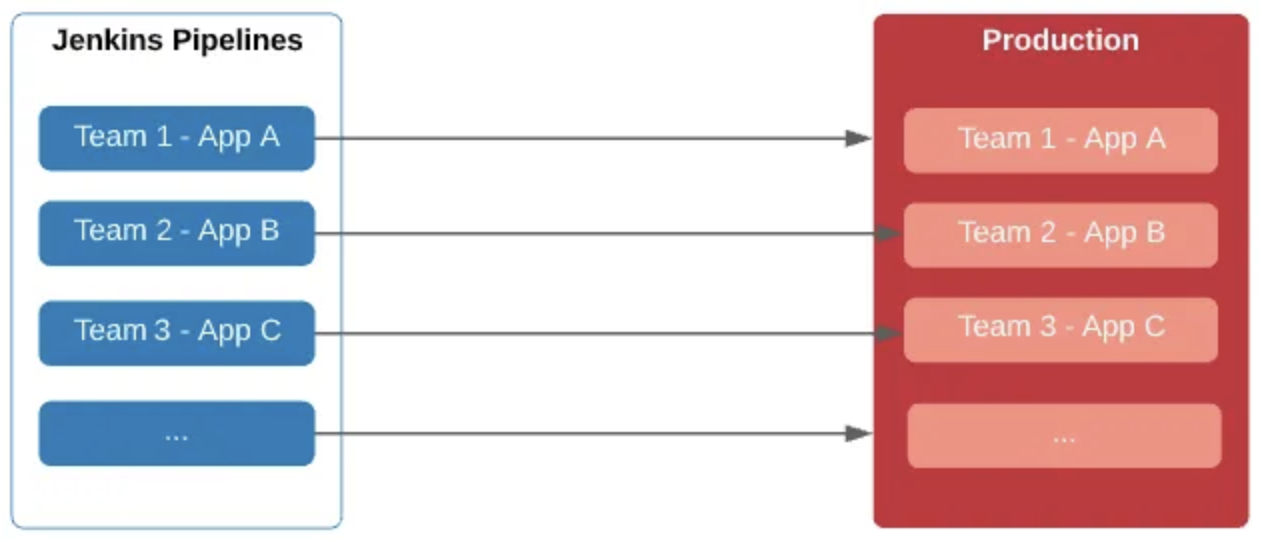 Jenkins Pipelines
Team 1 - App A
Team 2 - App B
Team 3 - App C
...
Production
Team 1 - App A
Team 2 - App B
Team 3 - App C
...